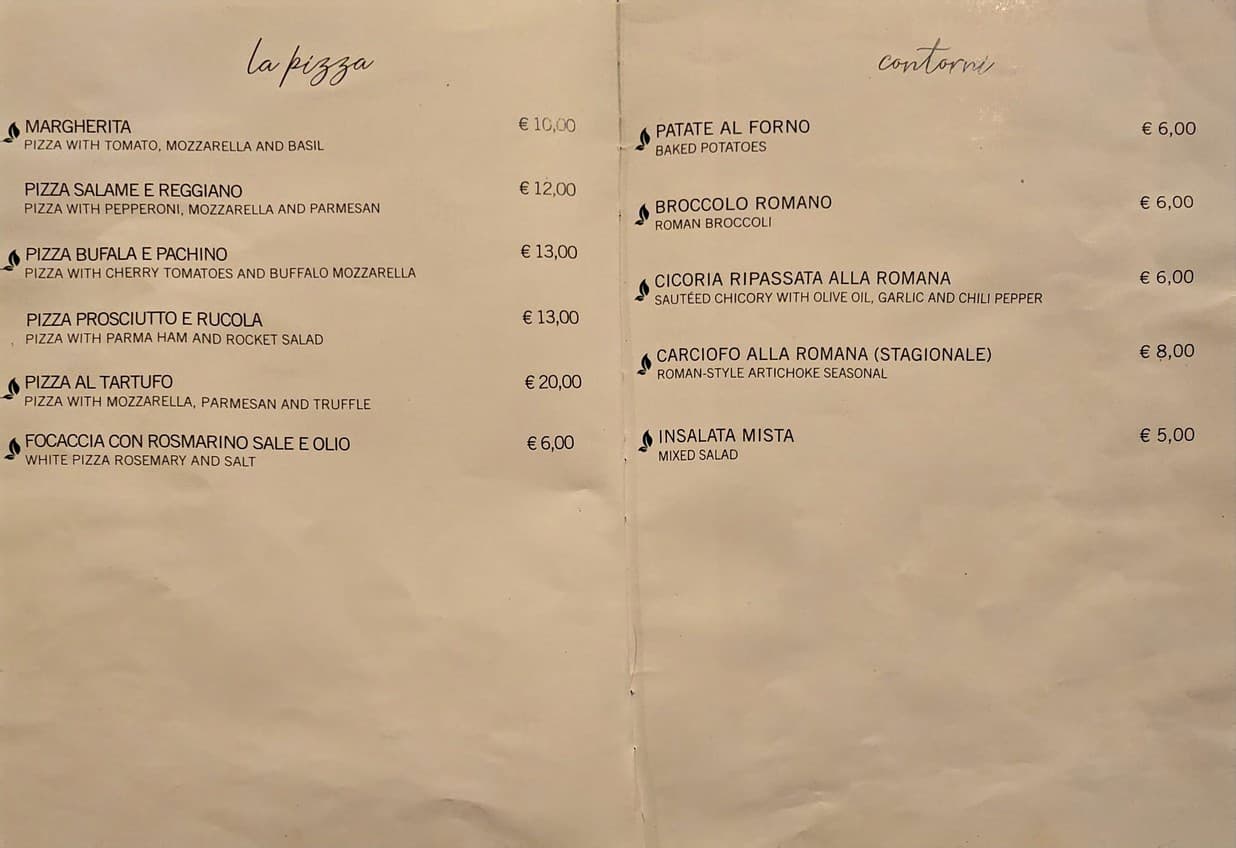 la pizza
MARGHERITA € 10,00
PIZZA WITH TOMATO, MOZZARELLA AND BASIL
PIZZA SALAME E REGGIANO € 12,00
PIZZA WITH PEPPERONI, MOZZARELLA AND PARMESAN
PIZZA BUFALA E PACHINO € 13,00
PIZZA WITH CHERRY TOMATOES AND BUFFALO MOZZARELLA
PIZZA PROSCIUTTO E RUCOLA € 13,00
PIZZA WITH PARMA HAM AND ROCKET SALAD
PIZZA AL TARTUFO € 20,00
PIZZA WITH MOZZARELLA, PARMESAN AND TRUFFLE
FOCACCIA CON ROSMARINO SALE E OLIO € 6,00
WHITE PIZZA ROSEMARY AND SALT
contorni
PATATE AL FORNO € 6,00
BAKED POTATOES
BROCCOLO ROMANO € 6,00
ROMAN BROCCOLI
CICORIA RIPASSATA ALLA ROMANA € 6,00
SAUTÉED CHICORY WITH OLIVE OIL, GARLIC AND CHILI PEPPER
CARCIOFO ALLA ROMANA (STAGIONALE) € 8,00
ROMAN-STYLE ARTICHOKE SEASONAL
INSALATA MISTA € 5,00
MIXED SALAD